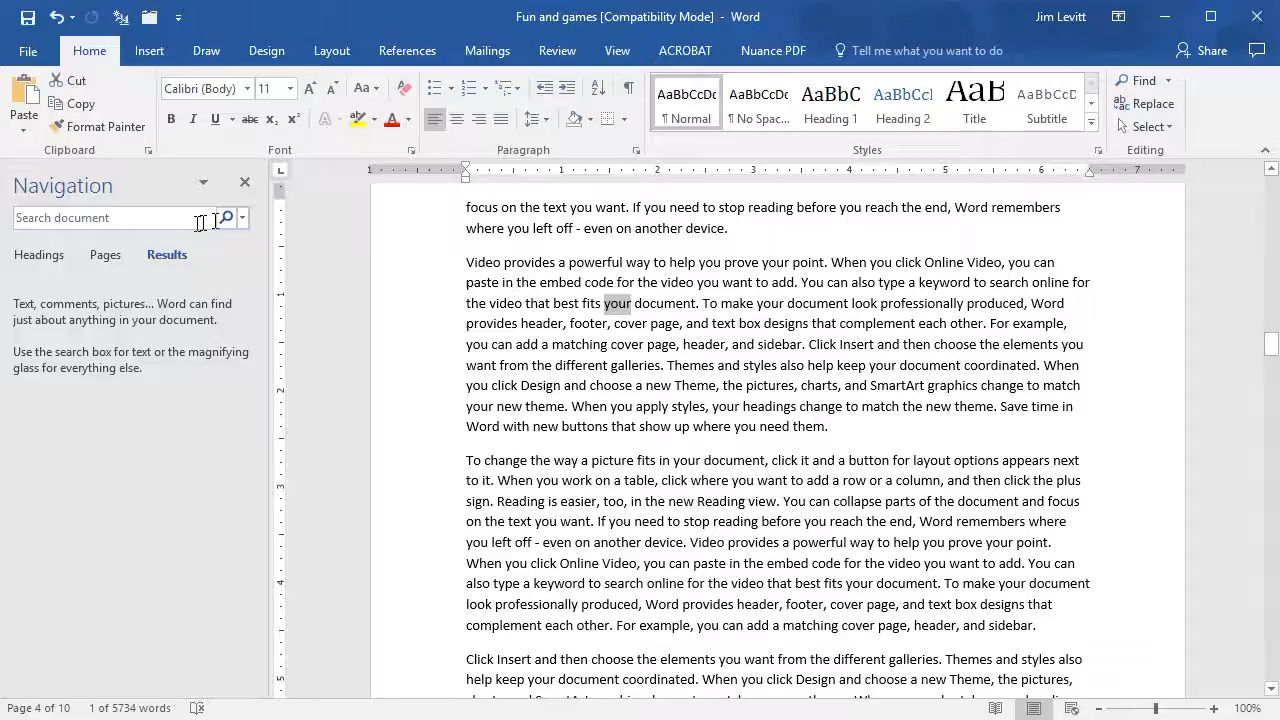 Fun and games [Compatibility Mode] - Word
Jim Levitt
File Home Insert Draw Design Layout References Mailings Review View ACROBAT Nuance PDF Tell me what you want to do Share
Paste
Cut
Copy
Format Painter
Clipboard
Calibri (Body) 11
Aa
B I U abc x₂ x²
A A
Font
Paragraph
AaBbCcDc
¶ Normal
AaBbCcDc
¶ No Spac...
AaBbC
Heading 1
AaBbCcl
Heading 2
AaB
Title
AaBbCcD
Subtitle
Styles
Find
Replace
Select
Editing
Navigation
Search document
Headings Pages Results
Text, comments, pictures... Word can find
just about anything in your document.
Use the search box for text or the magnifying
glass for everything else.
1 1 2 3 4 5 6 7
1
2
3
4
5
focus on the text you want. If you need to stop reading before you reach the end, Word remembers
where you left off - even on another device.
Video provides a powerful way to help you prove your point. When you click Online Video, you can
paste in the embed code for the video you want to add. You can also type a keyword to search online for
the video that best fits your document. To make your document look professionally produced, Word
provides header, footer, cover page, and text box designs that complement each other. For example,
you can add a matching cover page, header, and sidebar. Click Insert and then choose the elements you
want from the different galleries. Themes and styles also help keep your document coordinated. When
you click Design and choose a new Theme, the pictures, charts, and SmartArt graphics change to match
your new theme. When you apply styles, your headings change to match the new theme. Save time in
Word with new buttons that show up where you need them.
To change the way a picture fits in your document, click it and a button for layout options appears next
to it. When you work on a table, click where you want to add a row or a column, and then click the plus
sign. Reading is easier, too, in the new Reading view. You can collapse parts of the document and focus
on the text you want. If you need to stop reading before you reach the end, Word remembers where
you left off - even on another device. Video provides a powerful way to help you prove your point.
When you click Online Video, you can paste in the embed code for the video you want to add. You can
also type a keyword to search online for the video that best fits your document. To make your document
look professionally produced, Word provides header, footer, cover page, and text box designs that
complement each other. For example, you can add a matching cover page, header, and sidebar.
Click Insert and then choose the elements you want from the different galleries. Themes and styles also
help keep your document coordinated. When you click Design and choose a new Theme, the pictures,
Page 4 of 10 1 of 5734 words
100%